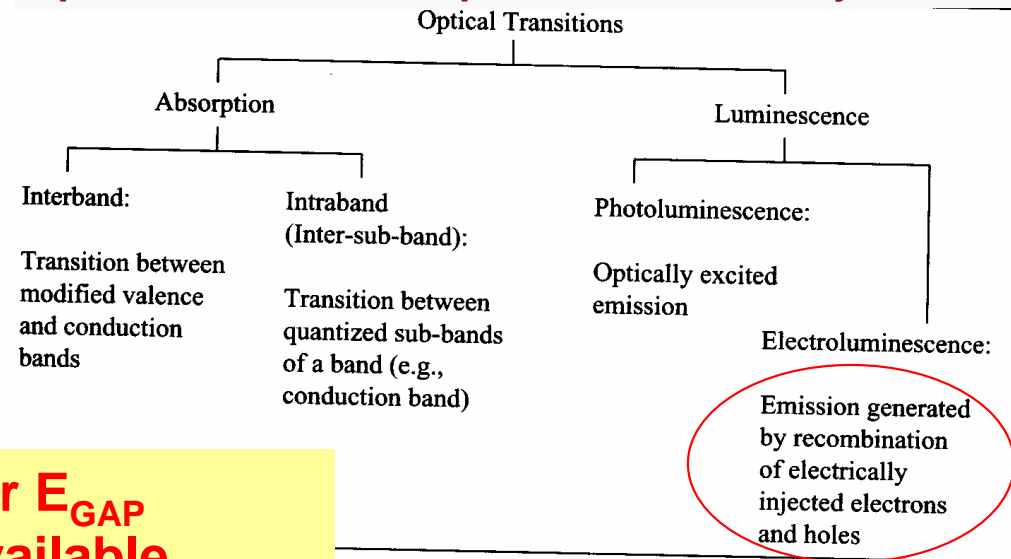 Optical Transitions
Absorption
Luminescence
Interband:
Transition between
modified valence
and conduction
bands
Intraband
(Inter-sub-band):
Transition between
quantized sub-bands
of a band (e.g.,
conduction band)
Photoluminescence:
Optically excited
emission
Electroluminescence:
Emission generated
by recombination
of electrically
injected electrons
and holes
E_GAP